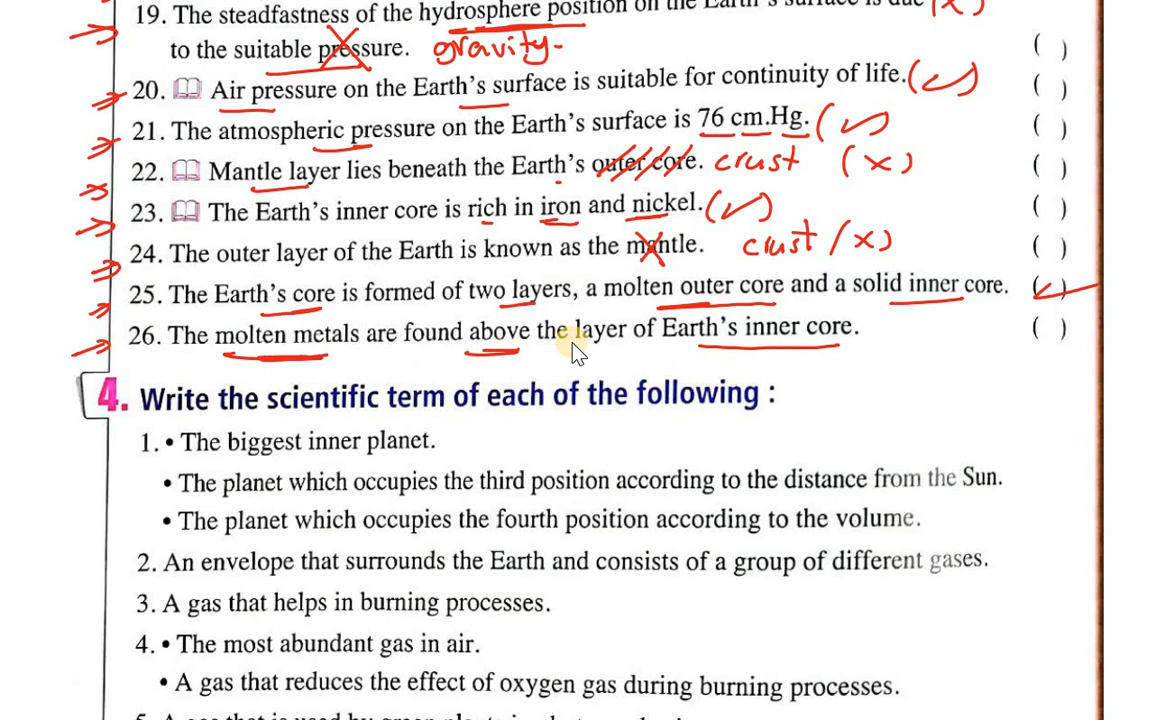 19. The steadfastness of the hydrosphere position on the Earth's surface is due (x)
to the suitable pressure. gravity. ( )
20. Air pressure on the Earth's surface is suitable for continuity of life. (✓) ( )
21. The atmospheric pressure on the Earth's surface is 76 cm.Hg. (✓) ( )
22. Mantle layer lies beneath the Earth's outer core. crust (x) ( )
23. The Earth's inner core is rich in iron and nickel. (✓) ( )
24. The outer layer of the Earth is known as the mantle. crust (x) ( )
25. The Earth's core is formed of two layers, a molten outer core and a solid inner core. (✓)
26. The molten metals are found above the layer of Earth's inner core. ( )
4. Write the scientific term of each of the following :
1. • The biggest inner planet.
• The planet which occupies the third position according to the distance from the Sun.
• The planet which occupies the fourth position according to the volume.
2. An envelope that surrounds the Earth and consists of a group of different gases.
3. A gas that helps in burning processes.
4. • The most abundant gas in air.
• A gas that reduces the effect of oxygen gas during burning processes.